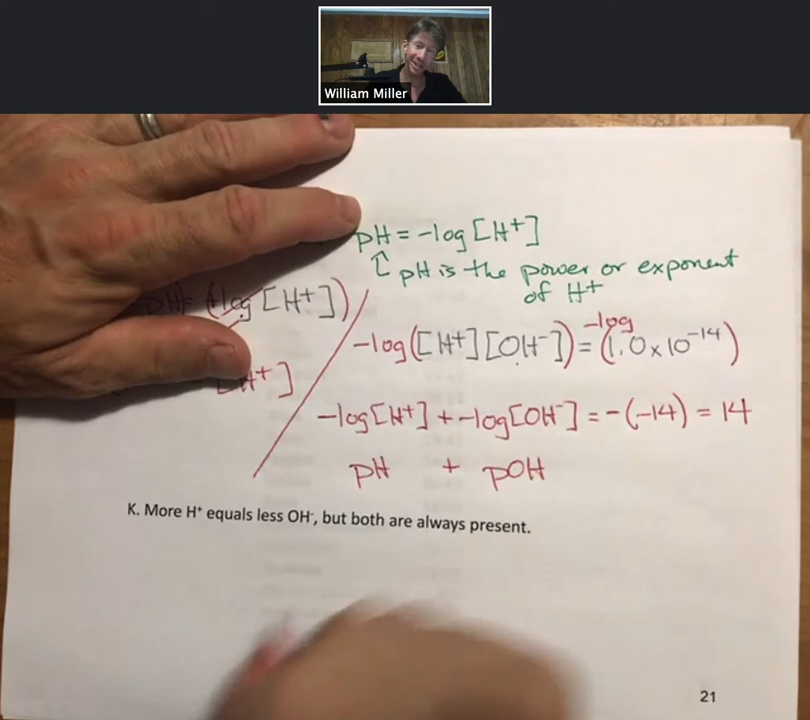 William Miller
pH = -log [H+]
[ pH is the power or exponent
of H+
(log [H+])
-log([H+][OH-]) = -log(1.0 x 10-14)
H+]
-log[H+] + -log[OH-] = -(-14) = 14
pH + pOH
K. More H+ equals less OH-, but both are always present.
21